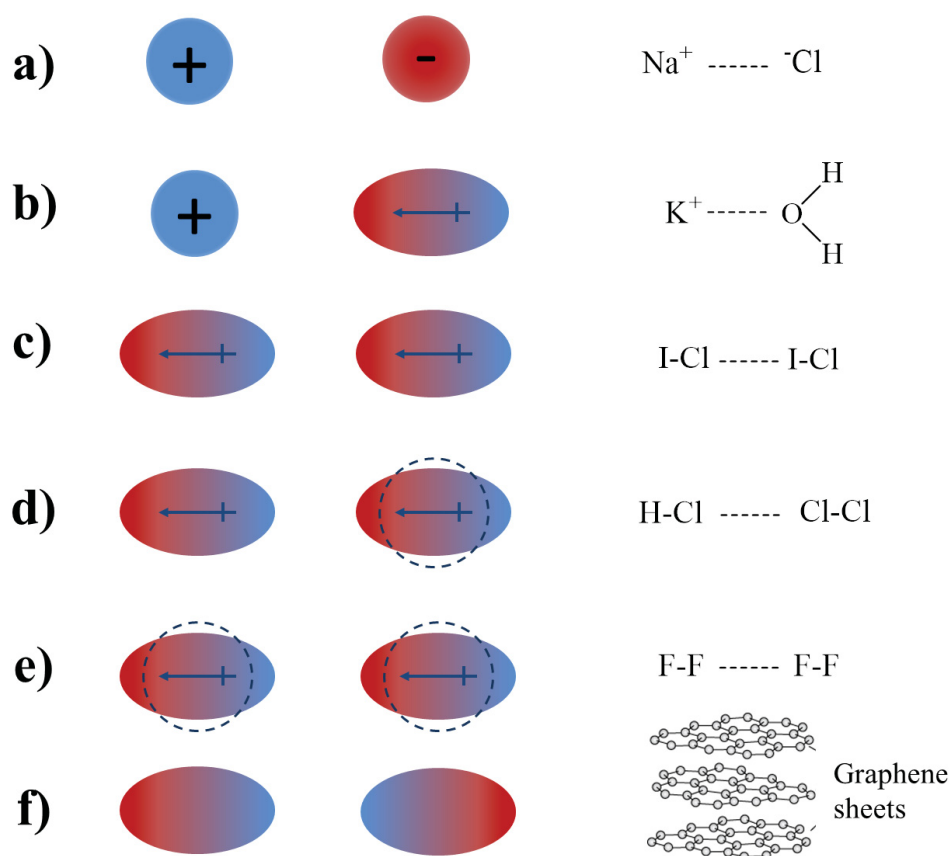 a) + - Na⁺ ------ ⁻Cl
b) + K⁺ ------ O H H
c) I-Cl ------ I-Cl
d) H-Cl ------ Cl-Cl
e) F-F ------ F-F
f) Graphene
sheets